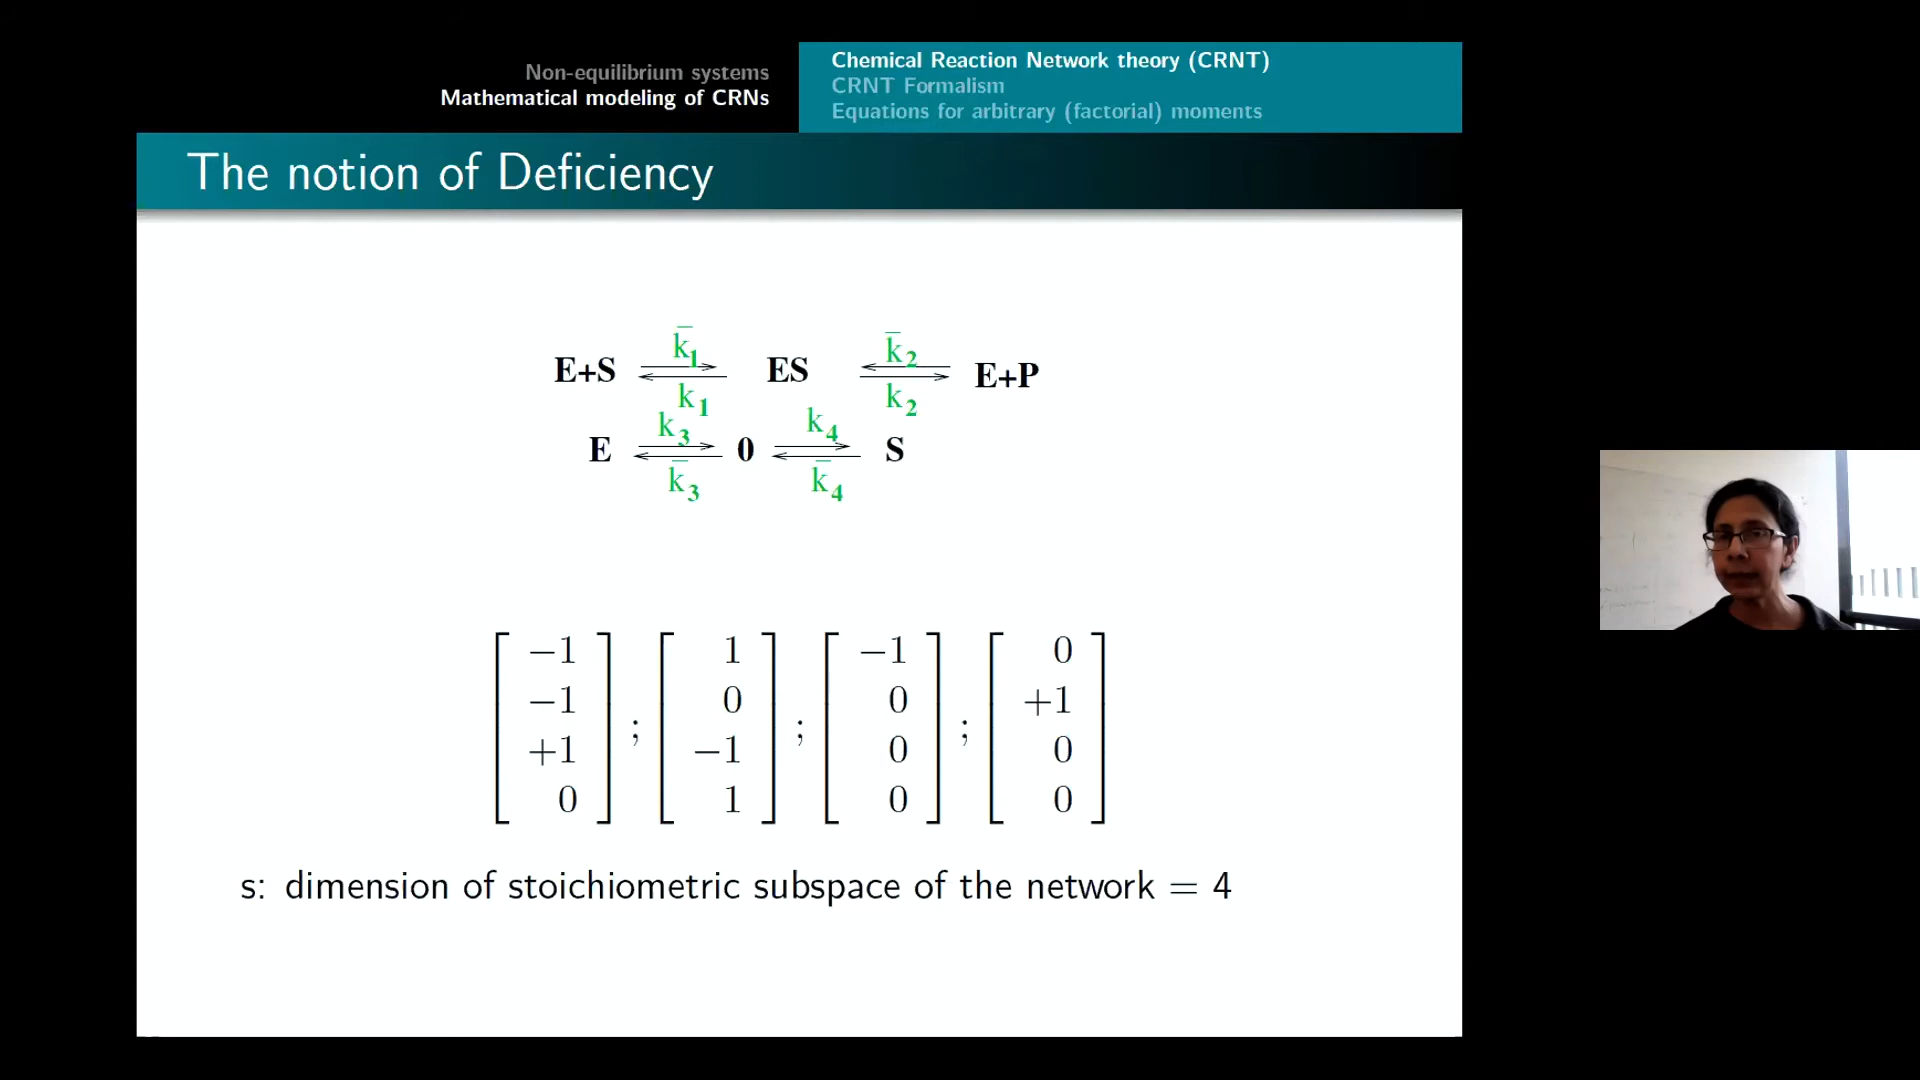 Non-equilibrium systems
Mathematical modeling of CRNs
Chemical Reaction Network theory (CRNT)
CRNT Formalism
Equations for arbitrary (factorial) moments
The notion of Deficiency
k̄₁ k̄₂
E+S ⇌ ES ⇌ E+P
k₁ k₂
k₃ k₄
E ⇌ 0 ⇌ S
k̄₃ k̄₄
−1 1 −1 0
−1 0 0 +1
; ; ;
+1 −1 0 0
0 1 0 0
s: dimension of stoichiometric subspace of the network = 4